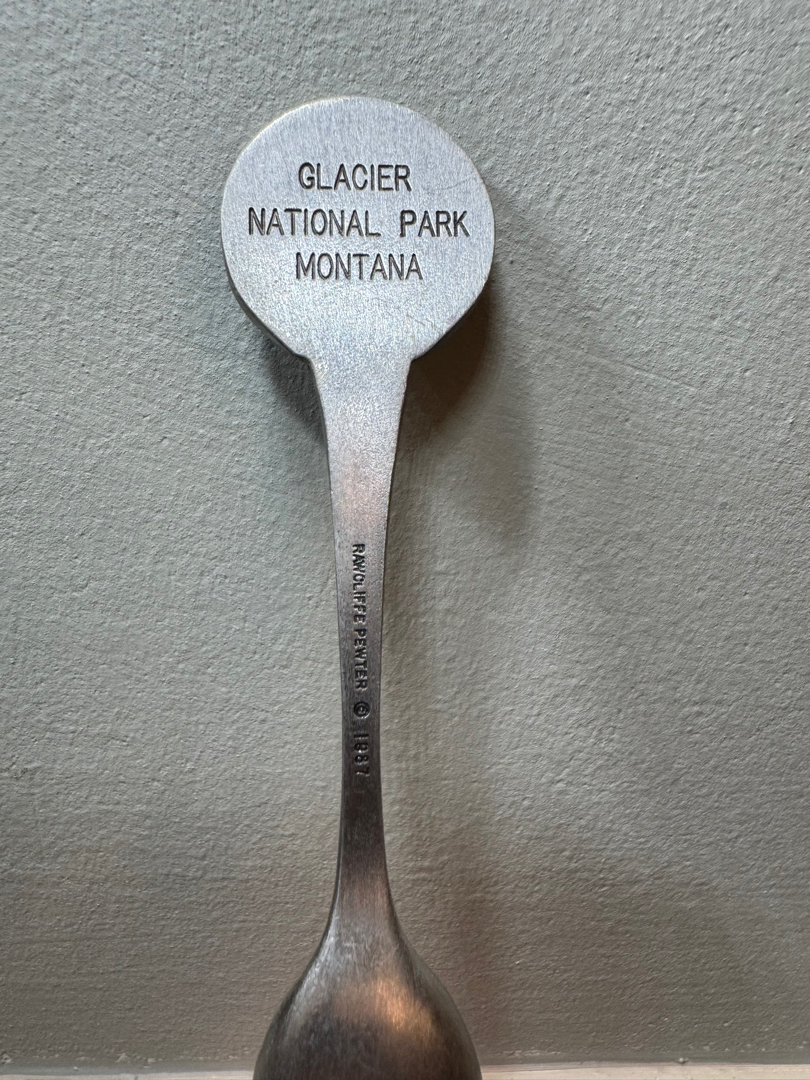 GLACIER
NATIONAL PARK
MONTANA
RAWCLIFFE PEWTER © 1987